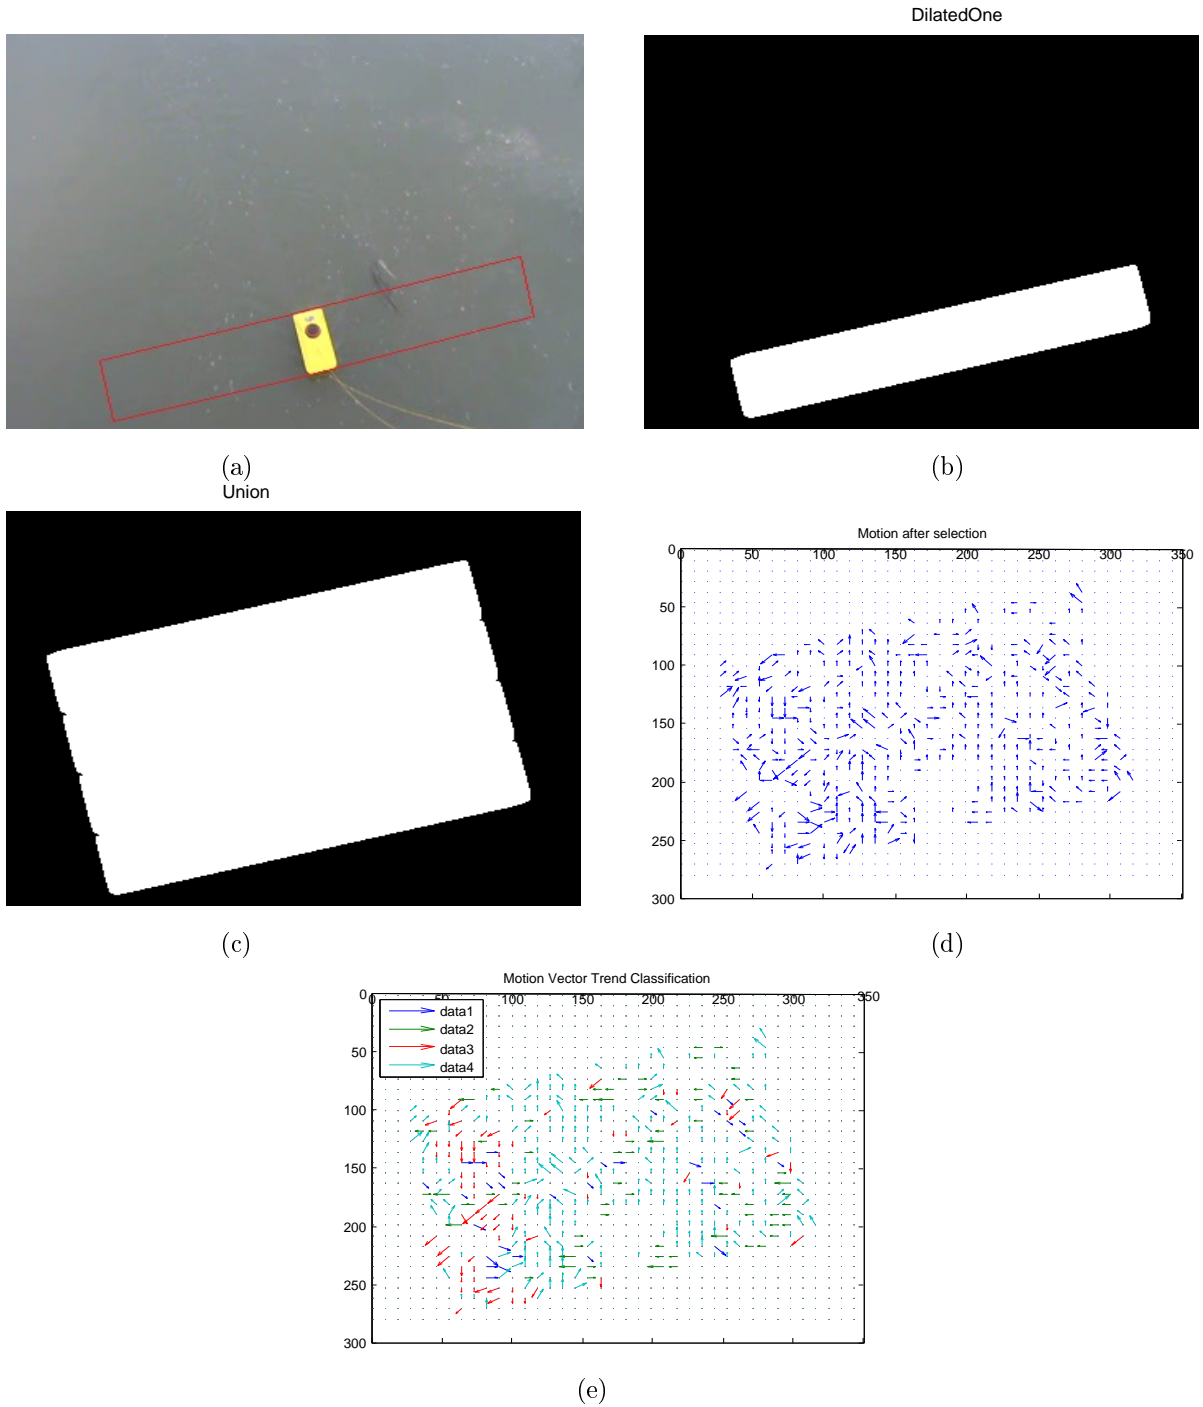 DilatedOne
(a)
(b)
Union
Motion after selection
0 50 100 150 200 250 300 350
50
100
150
200
250
300
(c)
(d)
Motion Vector Trend Classification
0 50 100 150 200 250 300 350
data1
data2
data3
data4
50
100
150
200
250
300
(e)